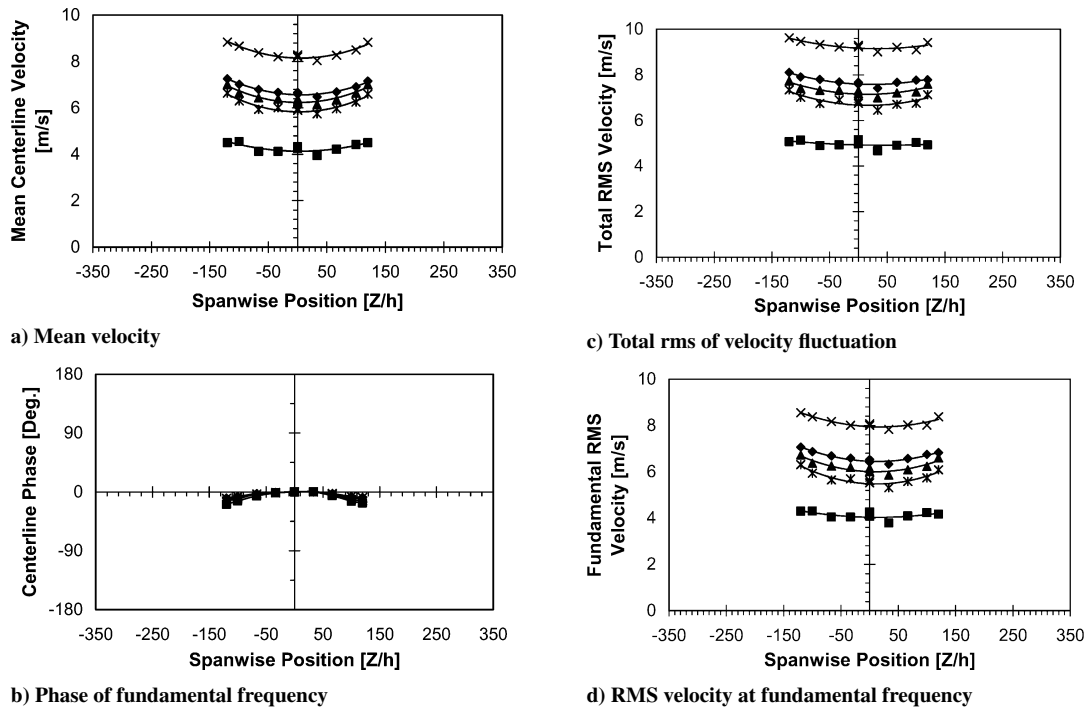 10
8
6
4
2
0
Mean Centerline Velocity
[m/s]
-350 -250 -150 -50 50 150 250 350
Spanwise Position [Z/h]
a) Mean velocity
180
90
0
-90
-180
Centerline Phase [Deg.]
-350 -250 -150 -50 50 150 250 350
Spanwise Position [Z/h]
b) Phase of fundamental frequency
10
8
6
4
2
0
Total RMS Velocity [m/s]
-350 -250 -150 -50 50 150 250 350
Spanwise Position [Z/h]
c) Total rms of velocity fluctuation
10
8
6
4
2
0
Fundamental RMS
Velocity [m/s]
-350 -250 -150 -50 50 150 250 350
Spanwise Position [Z/h]
d) RMS velocity at fundamental frequency